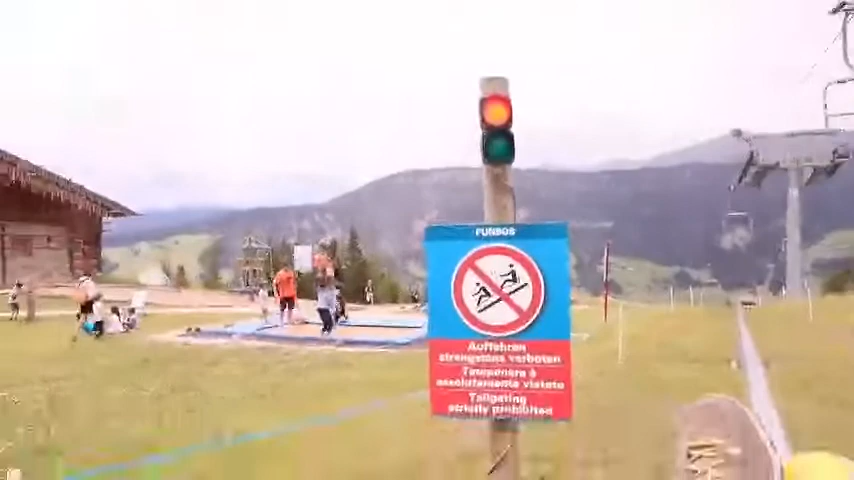 FUNBOB
Auffahren
strengstens verboten
Tamponare è
assolutamente vietato
Tailgating
strictly prohibited